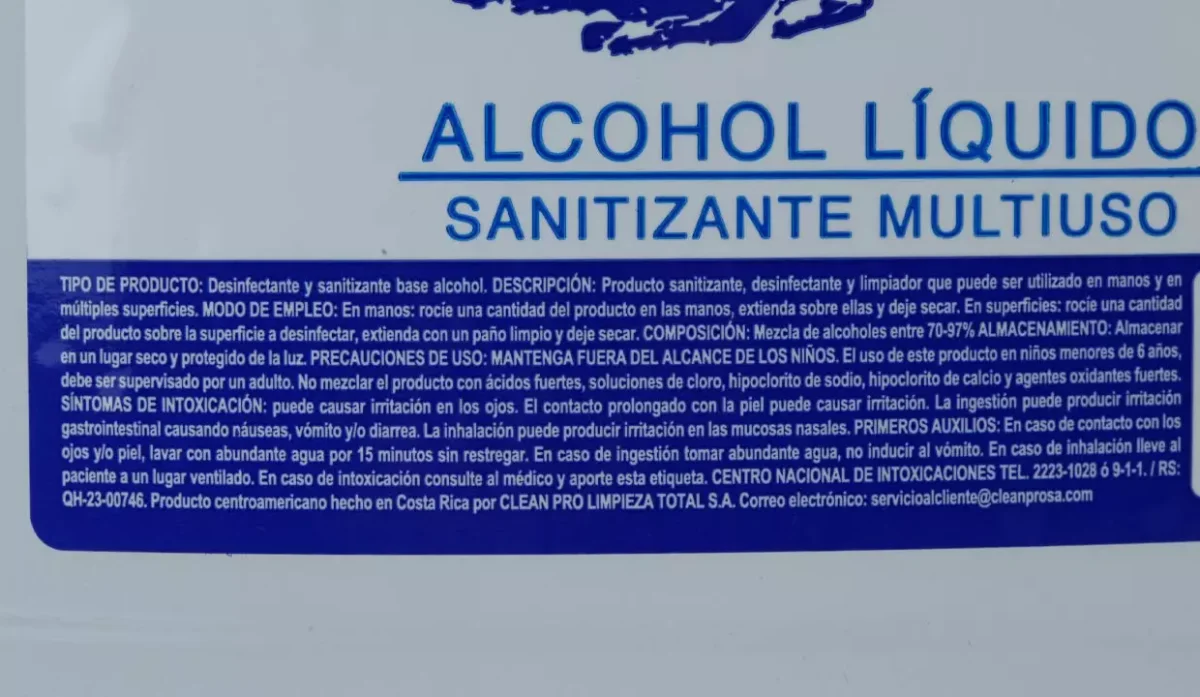 ALCOHOL LÍQUIDO
SANITIZANTE MULTIUSO
TIPO DE PRODUCTO: Desinfectante y sanitizante base alcohol. DESCRIPCIÓN: Producto sanitizante, desinfectante y limpiador que puede ser utilizado en manos y en
múltiples superficies. MODO DE EMPLEO: En manos: rocíe una cantidad del producto en las manos, extienda sobre ellas y deje secar. En superficies: rocíe una cantidad
del producto sobre la superficie a desinfectar, extienda con un paño limpio y deje secar. COMPOSICIÓN: Mezcla de alcoholes entre 70-97% ALMACENAMIENTO: Almacenar
en un lugar seco y protegido de la luz. PRECAUCIONES DE USO: MANTENGA FUERA DEL ALCANCE DE LOS NIÑOS. El uso de este producto en niños menores de 6 años,
debe ser supervisado por un adulto. No mezclar el producto con ácidos fuertes, soluciones de cloro, hipoclorito de sodio, hipoclorito de calcio y agentes oxidantes fuertes.
SÍNTOMAS DE INTOXICACIÓN: puede causar irritación en los ojos. El contacto prolongado con la piel puede causar irritación. La ingestión puede producir irritación
gastrointestinal causando náuseas, vómito y/o diarrea. La inhalación puede producir irritación en las mucosas nasales. PRIMEROS AUXILIOS: En caso de contacto con los
ojos y/o piel, lavar con abundante agua por 15 minutos sin restregar. En caso de ingestión tomar abundante agua, no inducir al vómito. En caso de inhalación lleve al
paciente a un lugar ventilado. En caso de intoxicación consulte al médico y aporte esta etiqueta. CENTRO NACIONAL DE INTOXICACIONES TEL. 2223-1028 ó 9-1-1. / RS:
QH-23-00746. Producto centroamericano hecho en Costa Rica por CLEAN PRO LIMPIEZA TOTAL S.A. Correo electrónico: servicioalcliente@cleanprosa.com